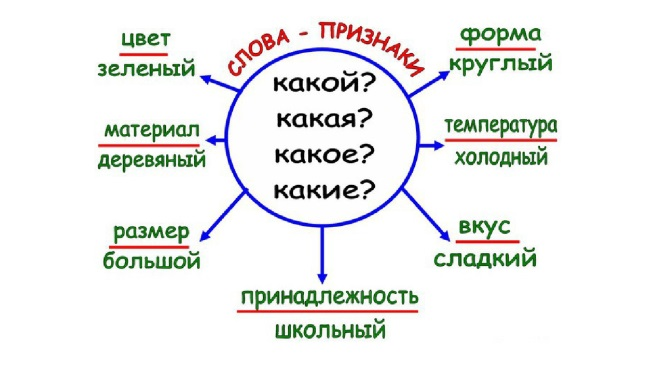 СЛОВА - ПРИЗНАКИ
какой?
какая?
какое?
какие?
цвет
зеленый
материал
деревяный
размер
большой
принадлежность
школьный
вкус
сладкий
температура
холодный
форма
круглый